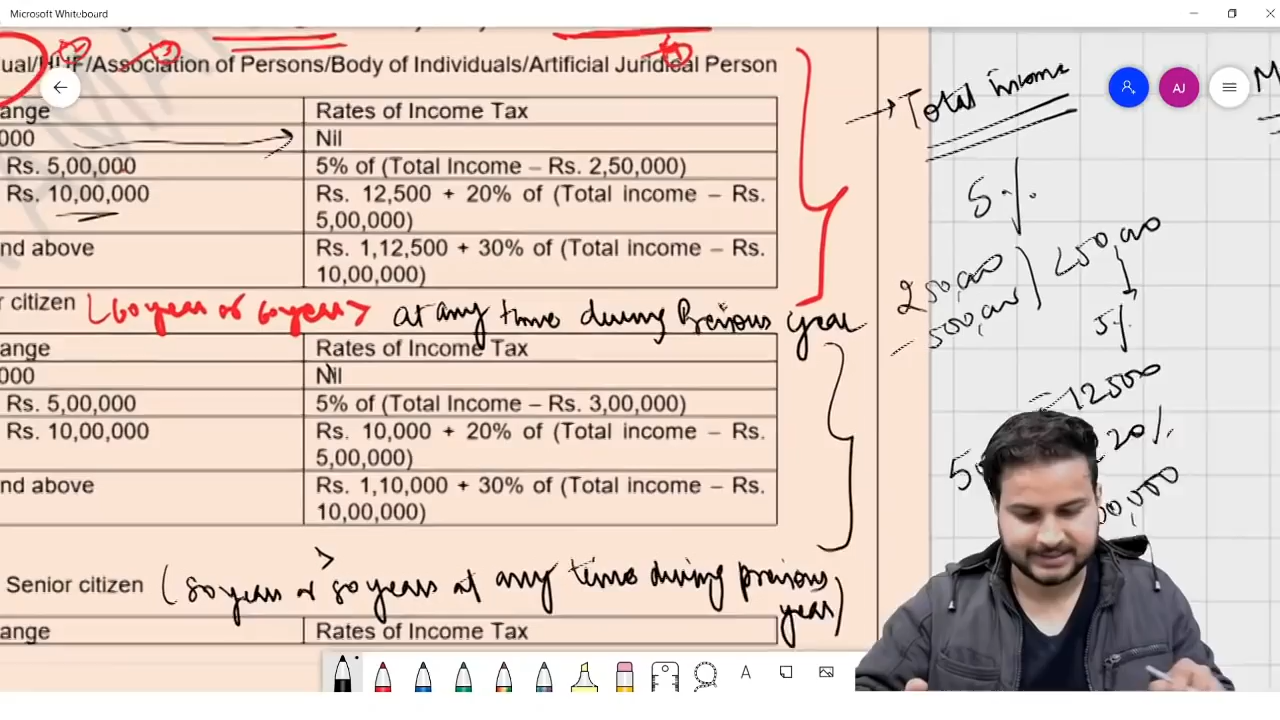 Microsoft Whiteboard
ual/HUF/Association of Persons/Body of Individuals/Artificial Juridical Person
ange Rates of Income Tax
000 Nil
Rs. 5,00,000 5% of (Total Income – Rs. 2,50,000)
Rs. 10,00,000 Rs. 12,500 + 20% of (Total income – Rs.
5,00,000)
nd above Rs. 1,12,500 + 30% of (Total income – Rs.
10,00,000)
r citizen (60 years or 60 years > at any time during Previous year
ange Rates of Income Tax
000 Nil
Rs. 5,00,000 5% of (Total Income – Rs. 3,00,000)
Rs. 10,00,000 Rs. 10,000 + 20% of (Total income – Rs.
5,00,000)
nd above Rs. 1,10,000 + 30% of (Total income – Rs.
10,00,000)
>
Senior citizen (80 years or 80 years at any time during previous
year)
ange Rates of Income Tax
→ Total income
M
AJ
5%
250,000
500,000
250,000
5%
= 12500
20%
A